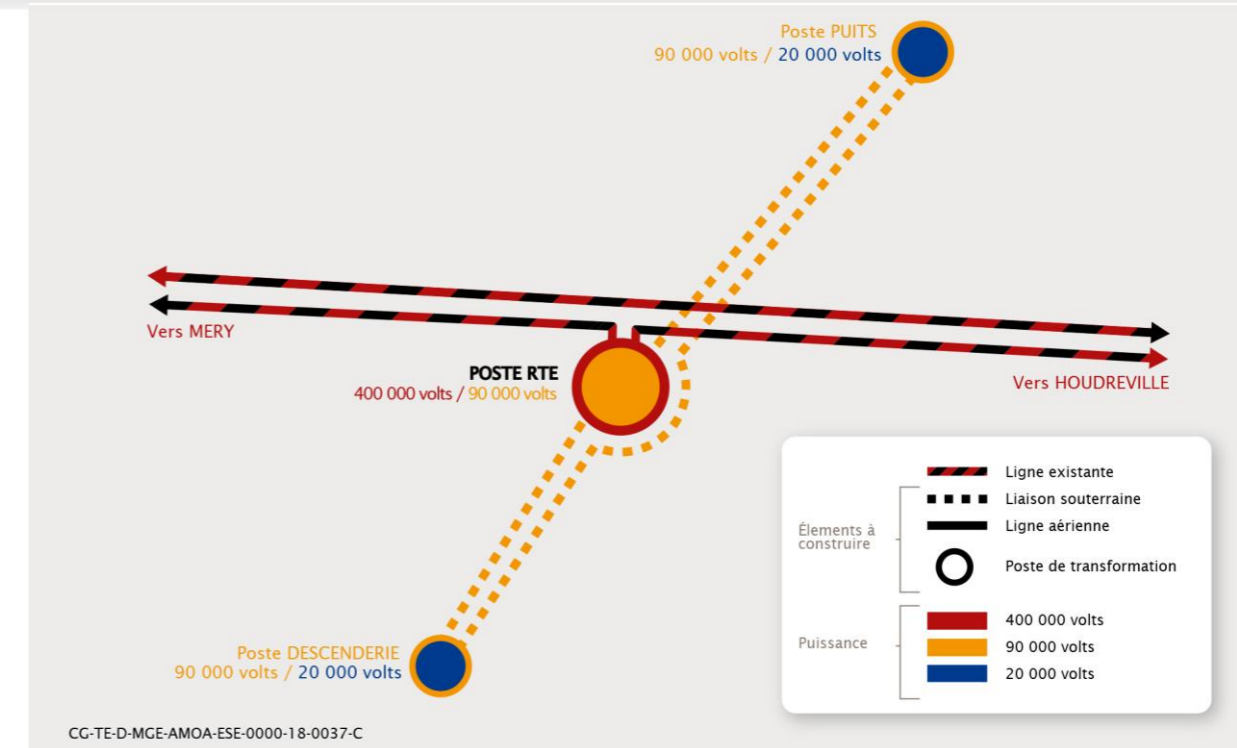 Poste PUITS
90 000 volts / 20 000 volts
Vers MERY
POSTE RTE
400 000 volts / 90 000 volts
Vers HOUDREVILLE
Poste DESCENDERIE
90 000 volts / 20 000 volts
Ligne existante
Élements à
construire
Liaison souterraine
Ligne aérienne
Poste de transformation
Puissance
400 000 volts
90 000 volts
20 000 volts
CG-TE-D-MGE-AMOA-ESE-0000-18-0037-C